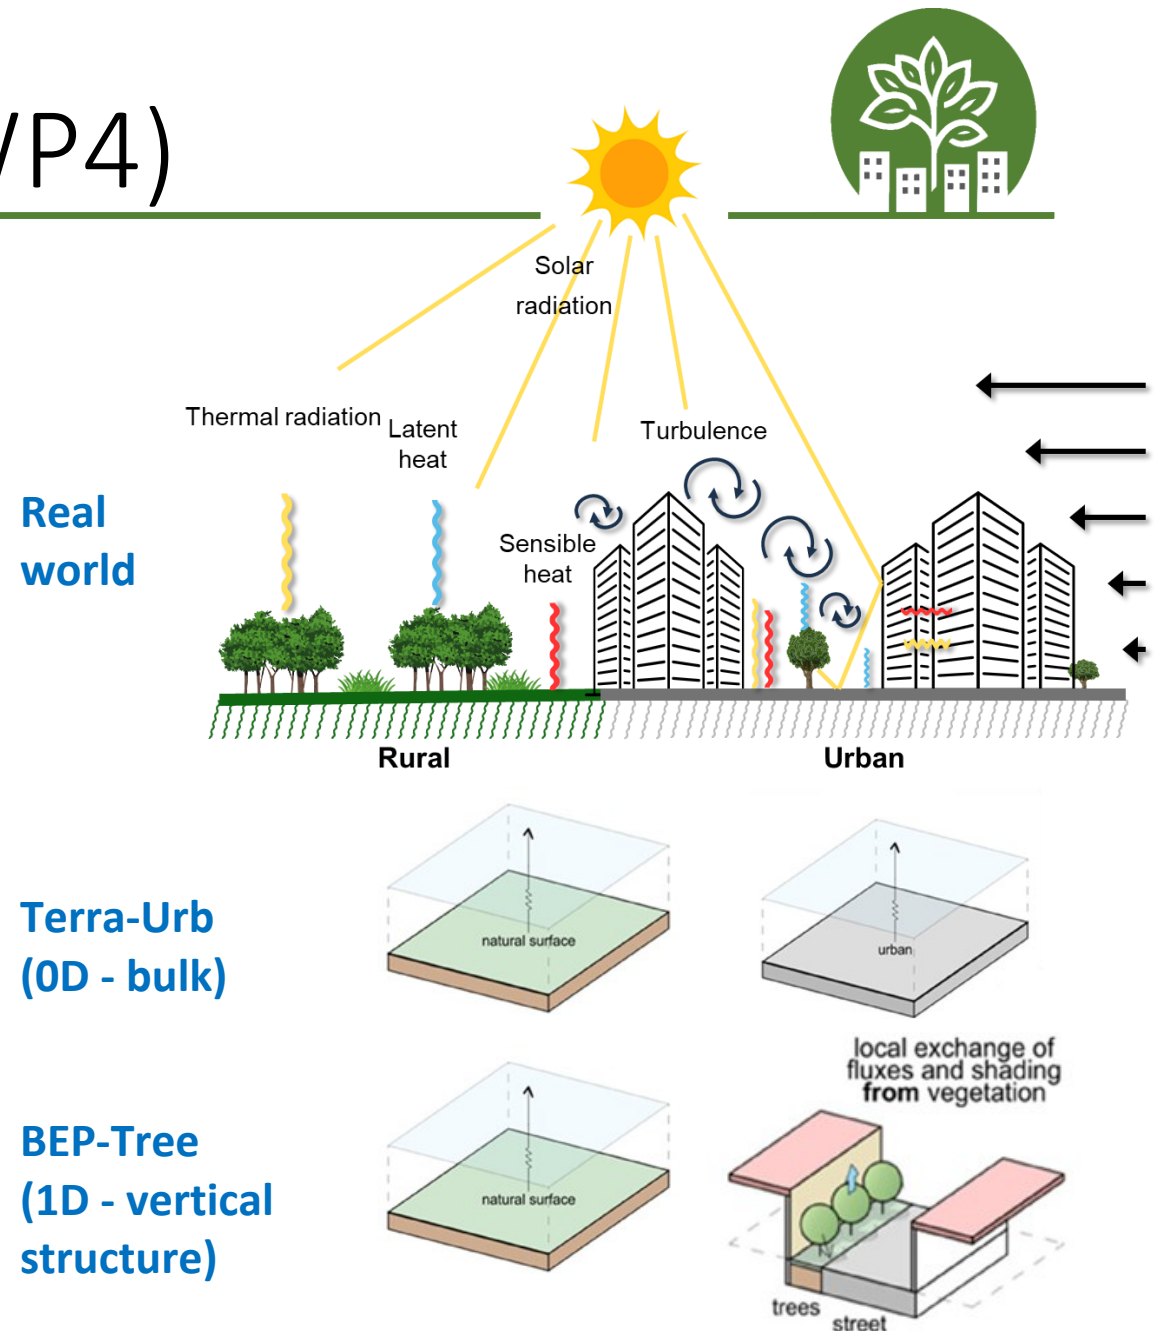 /P4)
Solar
radiation
Thermal radiation
Latent
heat
Turbulence
Real
world
Sensible
heat
Rural
Urban
Terra-Urb
(0D - bulk)
natural surface
urban
local exchange of
fluxes and shading
from vegetation
BEP-Tree
(1D - vertical
structure)
natural surface
trees
street